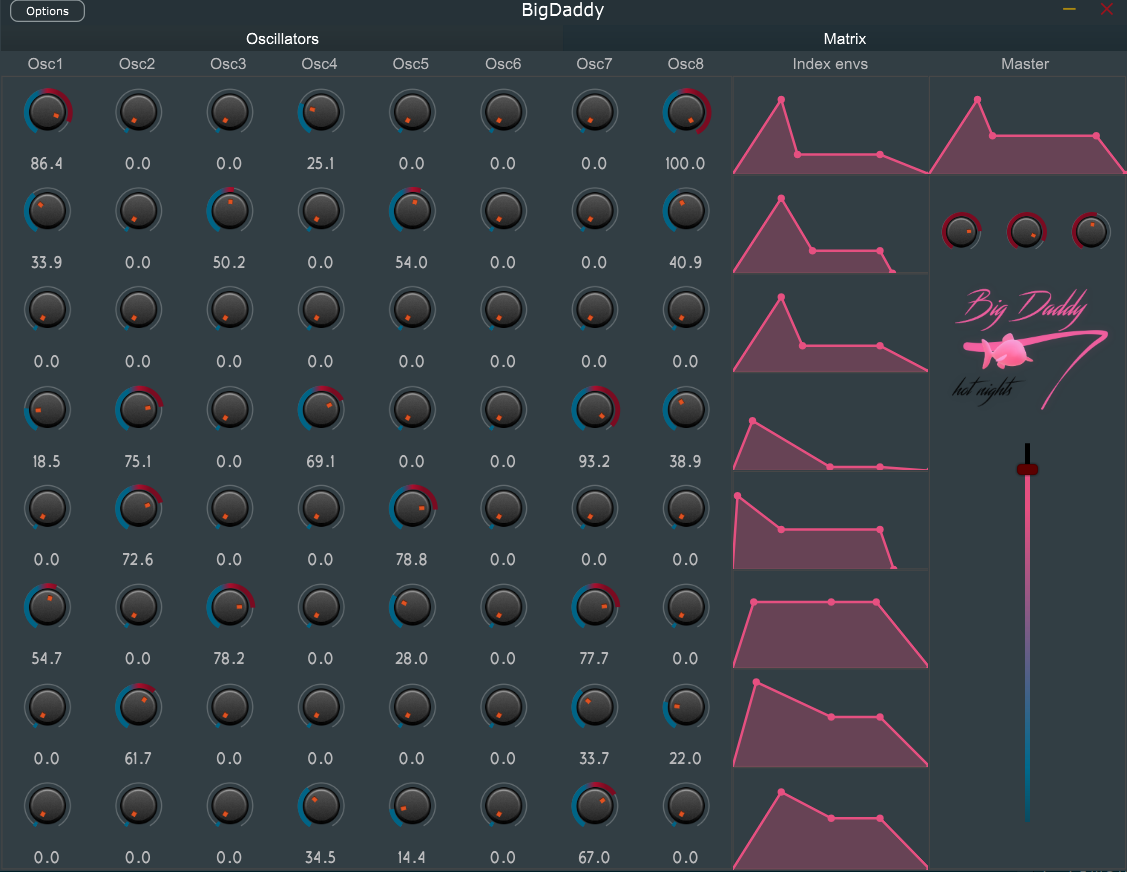 Options
BigDaddy
Oscillators Matrix
Osc1 Osc2 Osc3 Osc4 Osc5 Osc6 Osc7 Osc8 Index envs Master
86.4 0.0 0.0 25.1 0.0 0.0 0.0 100.0
33.9 0.0 50.2 0.0 54.0 0.0 0.0 40.9
Big Daddy
0.0 0.0 0.0 0.0 0.0 0.0 0.0 0.0
hot nights
18.5 75.1 0.0 69.1 0.0 0.0 93.2 38.9
0.0 72.6 0.0 0.0 78.8 0.0 0.0 0.0
54.7 0.0 78.2 0.0 28.0 0.0 77.7 0.0
0.0 61.7 0.0 0.0 0.0 0.0 33.7 22.0
0.0 0.0 0.0 34.5 14.4 0.0 67.0 0.0